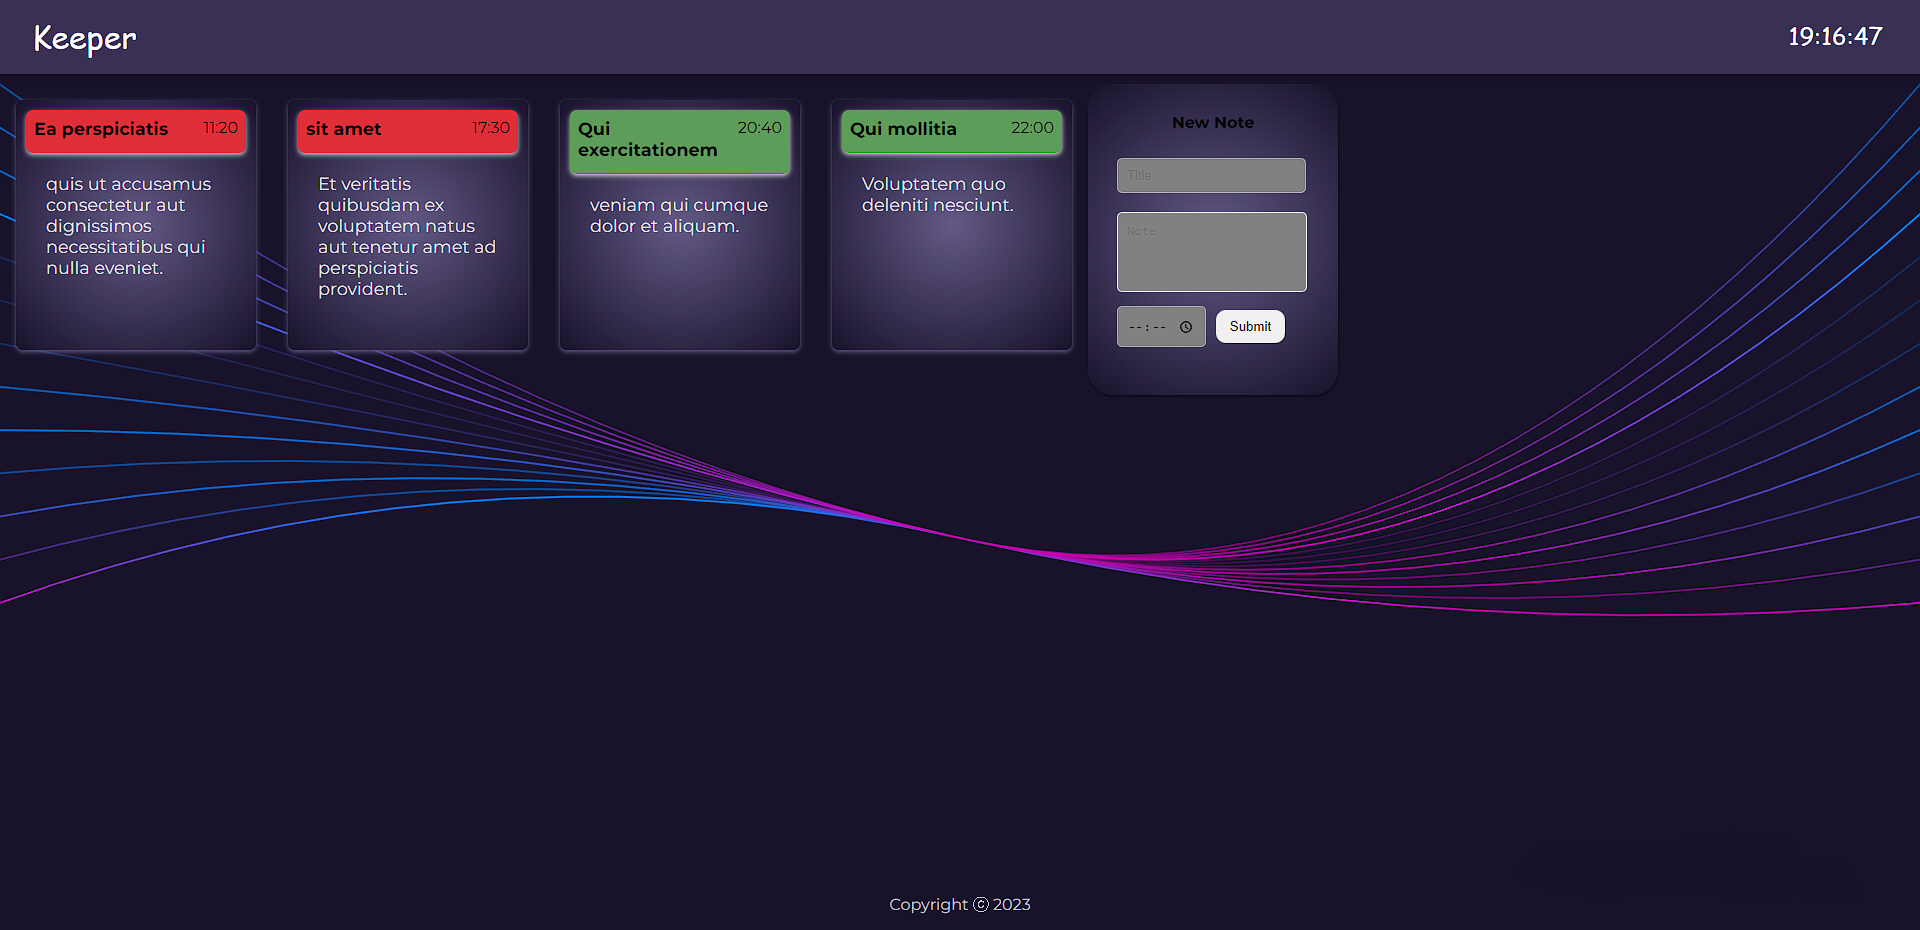 Keeper
19:16:47
Ea perspiciatis 11:20
quis ut accusamus
consectetur aut
dignissimos
necessitatibus qui
nulla eveniet.
sit amet 17:30
Et veritatis
quibusdam ex
voluptatem natus
aut tenetur amet ad
perspiciatis
provident.
Qui 20:40
exercitationem
veniam qui cumque
dolor et aliquam.
Qui mollitia 22:00
Voluptatem quo
deleniti nesciunt.
New Note
Title
Note
--:--
Submit
Copyright ⓒ 2023